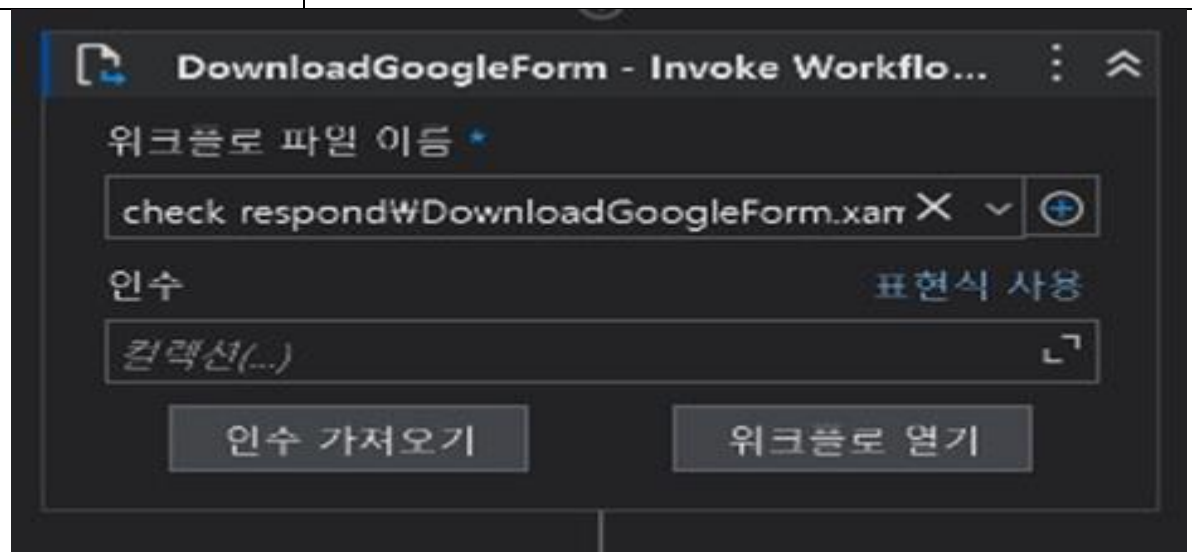 DownloadGoogleForm - Invoke Workflo...
워크플로 파일 이름 *
check respond₩DownloadGoogleForm.xam
인수
표현식 사용
컬렉션(...)
인수 가져오기
워크플로 열기